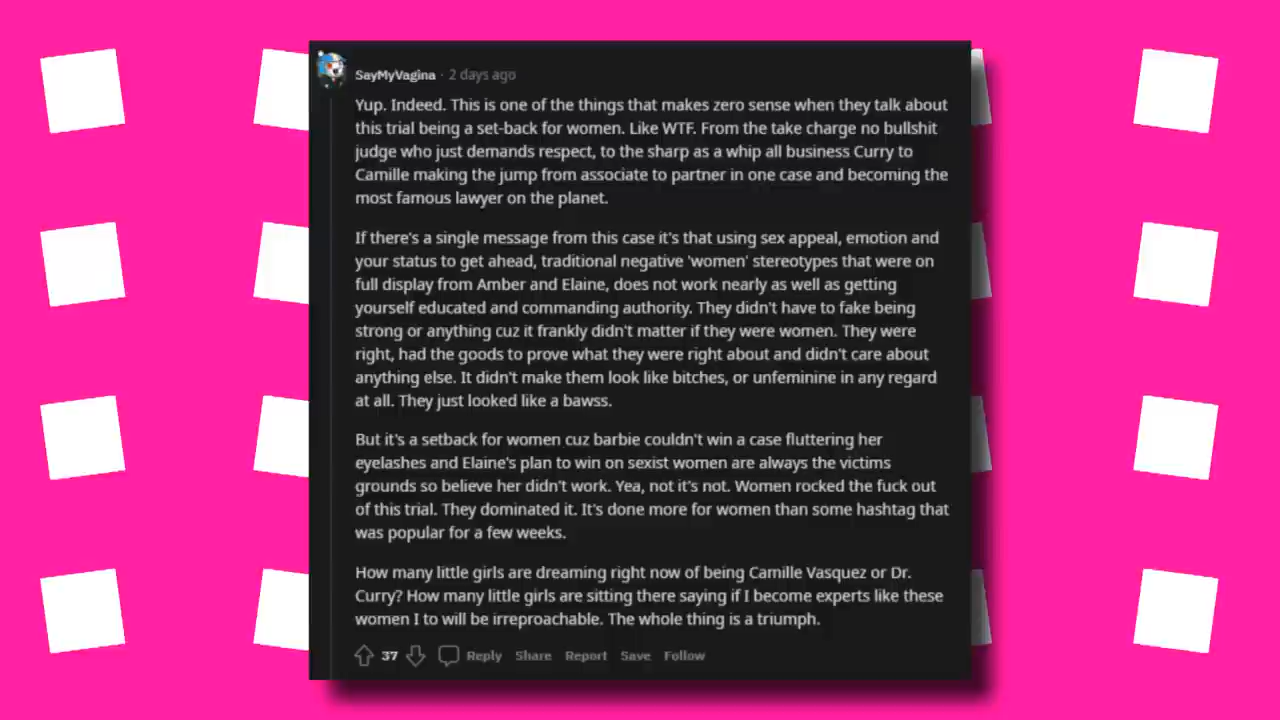 SayMyVagina · 2 days ago
Yup. Indeed. This is one of the things that makes zero sense when they talk about
this trial being a set-back for women. Like WTF. From the take charge no bullshit
judge who just demands respect, to the sharp as a whip all business Curry to
Camille making the jump from associate to partner in one case and becoming the
most famous lawyer on the planet.
If there's a single message from this case it's that using sex appeal, emotion and
your status to get ahead, traditional negative 'women' stereotypes that were on
full display from Amber and Elaine, does not work nearly as well as getting
yourself educated and commanding authority. They didn't have to fake being
strong or anything cuz it frankly didn't matter if they were women. They were
right, had the goods to prove what they were right about and didn't care about
anything else. It didn't make them look like bitches, or unfeminine in any regard
at all. They just looked like a bawss.
But it's a setback for women cuz barbie couldn't win a case fluttering her
eyelashes and Elaine's plan to win on sexist women are always the victims
grounds so believe her didn't work. Yea, not it's not. Women rocked the fuck out
of this trial. They dominated it. It's done more for women than some hashtag that
was popular for a few weeks.
How many little girls are dreaming right now of being Camille Vasquez or Dr.
Curry? How many little girls are sitting there saying if I become experts like these
women I to will be irreproachable. The whole thing is a triumph.
37 Reply Share Report Save Follow